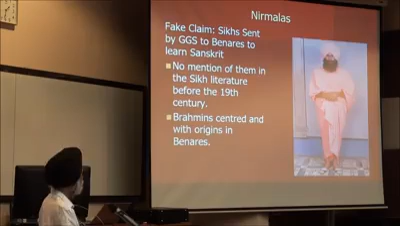 Nirmalas
Fake Claim: Sikhs Sent
by GGS to Benares to
learn Sanskrit
No mention of them in
the Sikh literature
before the 19th
century.
Brahmins centred and
with origins in
Benares.